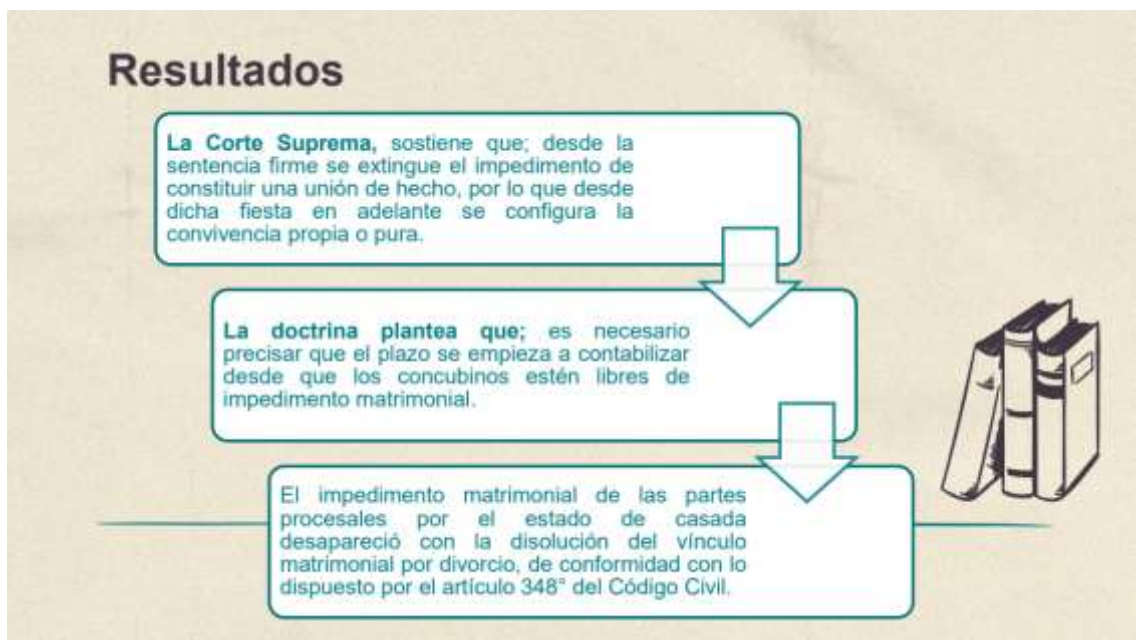 Resultados
La Corte Suprema, sostiene que; desde la
sentencia firme se extingue el impedimento de
constituir una unión de hecho, por lo que desde
dicha fiesta en adelante se configura la
convivencia propia o pura.
La doctrina plantea que; es necesario
precisar que el plazo se empieza a contabilizar
desde que los concubinos estén libres de
impedimento matrimonial.
El impedimento matrimonial de las partes
procesales por el estado de casada
desapareció con la disolución del vínculo
matrimonial por divorcio, de conformidad con lo
dispuesto por el artículo 348° del Código Civil.